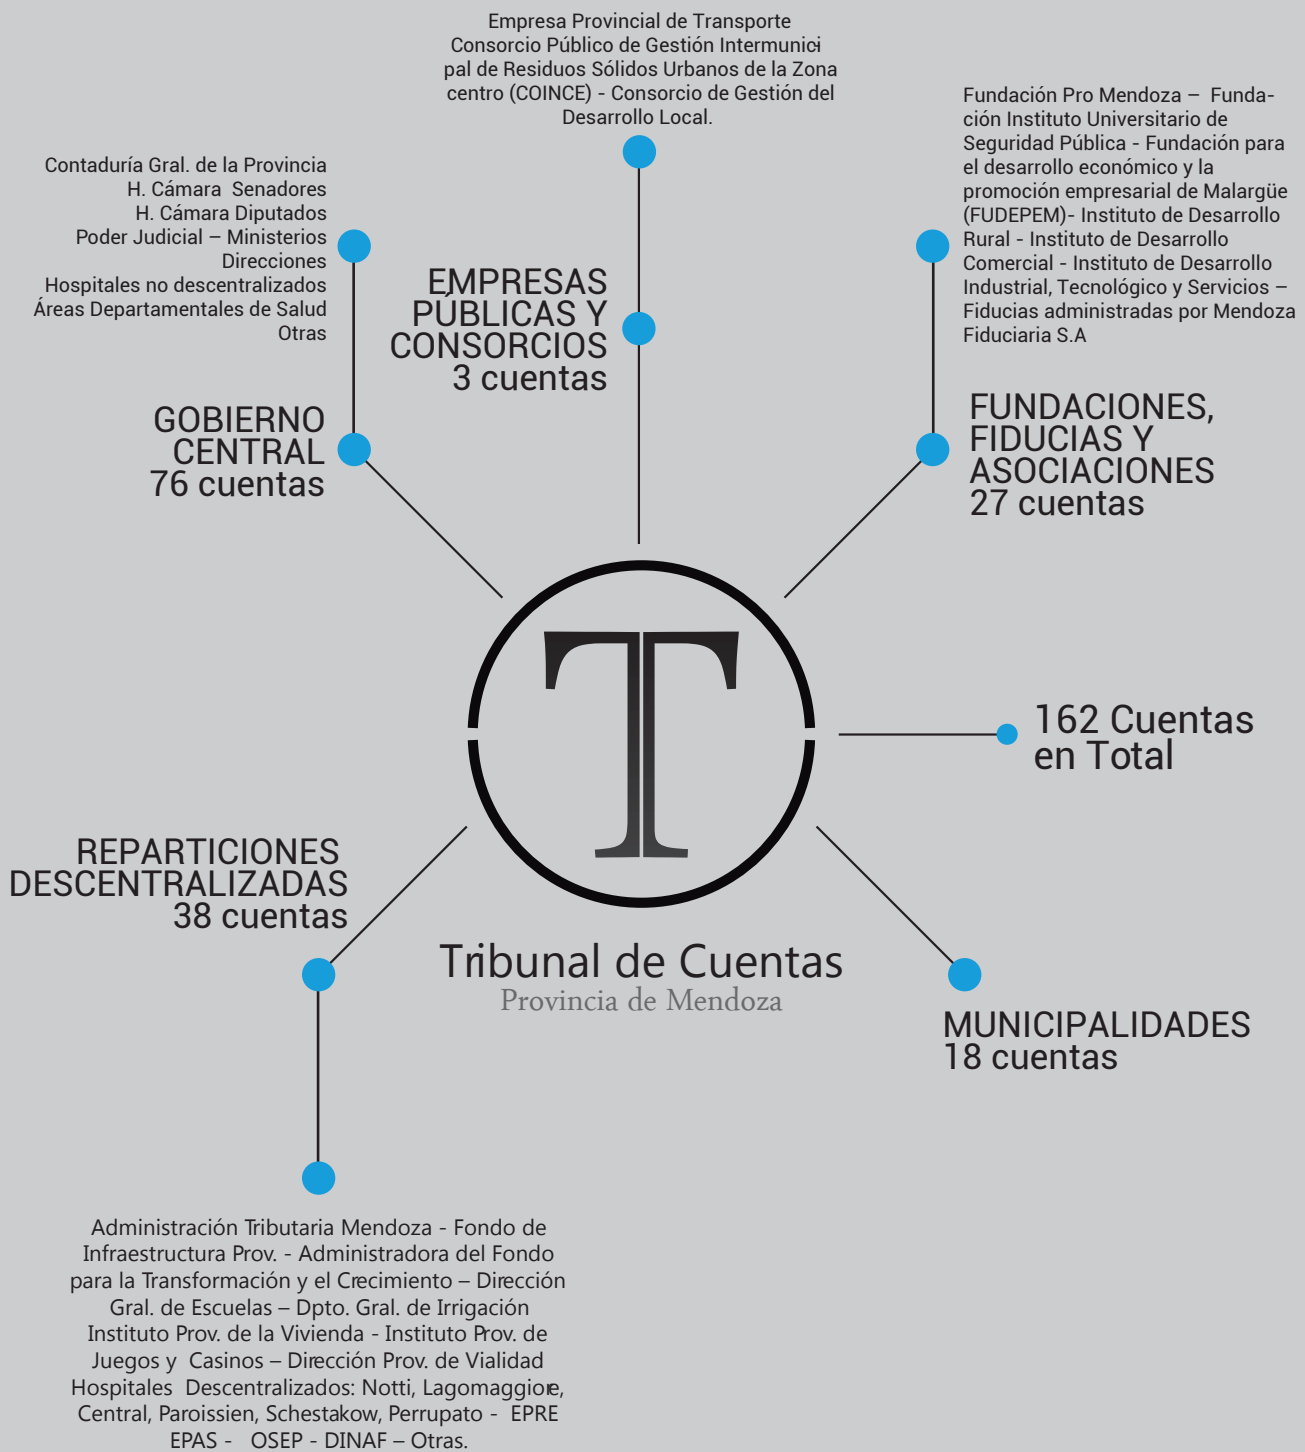 Empresa Provincial de Transporte
Consorcio Público de Gestión Intermunici
pal de Residuos Sólidos Urbanos de la Zona
centro (COINCE) - Consorcio de Gestión del
Desarrollo Local.
EMPRESAS
PÚBLICAS Y
CONSORCIOS
3 cuentas
Contaduría Gral. de la Provincia
H. Cámara Senadores
H. Cámara Diputados
Poder Judicial – Ministerios
Direcciones
Hospitales no descentralizados
Áreas Departamentales de Salud
Otras
GOBIERNO
CENTRAL
76 cuentas
Fundación Pro Mendoza – Funda-
ción Instituto Universitario de
Seguridad Pública - Fundación para
el desarrollo económico y la
promoción empresarial de Malargüe
(FUDEPEM)- Instituto de Desarrollo
Rural - Instituto de Desarrollo
Comercial - Instituto de Desarrollo
Industrial, Tecnológico y Servicios –
Fiducias administradas por Mendoza
Fiduciaria S.A
FUNDACIONES,
FIDUCIAS Y
ASOCIACIONES
27 cuentas
T
162 Cuentas
en Total
REPARTICIONES
DESCENTRALIZADAS
38 cuentas
Tribunal de Cuentas
Provincia de Mendoza
MUNICIPALIDADES
18 cuentas
Administración Tributaria Mendoza - Fondo de
Infraestructura Prov. - Administradora del Fondo
para la Transformación y el Crecimiento – Dirección
Gral. de Escuelas – Dpto. Gral. de Irrigación
Instituto Prov. de la Vivienda - Instituto Prov. de
Juegos y Casinos – Dirección Prov. de Vialidad
Hospitales Descentralizados: Notti, Lagomaggiore,
Central, Paroissien, Schestakow, Perrupato - EPRE
EPAS - OSEP - DINAF – Otras.